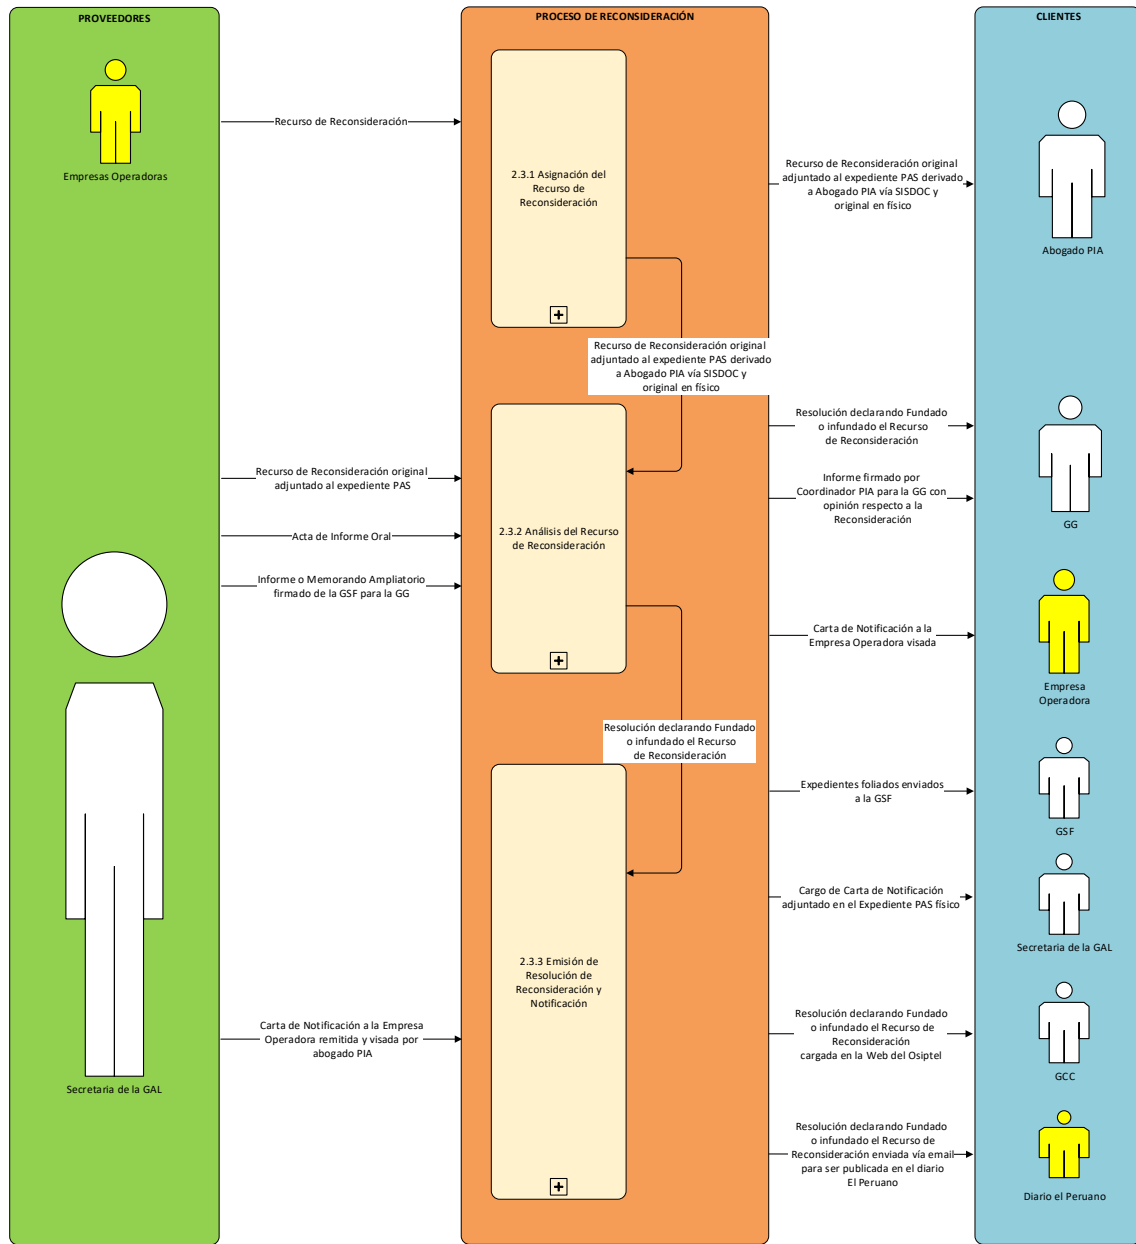 PROVEEDORES
Empresas Operadoras
Secretaria de la GAL
Recurso de Reconsideración
Recurso de Reconsideración original
adjuntado al expediente PAS
Acta de Informe Oral
Informe o Memorando Ampliatorio
firmado de la GSF para la GG
Carta de Notificación a la Empresa
Operadora remitida y visada por
abogado PIA
PROCESO DE RECONSIDERACIÓN
2.3.1 Asignación del
Recurso de
Reconsideración
Recurso de Reconsideración original
adjuntado al expediente PAS derivado
a Abogado PIA vía SISDOC y
original en físico
2.3.2 Análisis del Recurso
de Reconsideración
Resolución declarando Fundado
o infundado el Recurso
de Reconsideración
2.3.3 Emisión de
Resolución de
Reconsideración y
Notificación
Recurso de Reconsideración original
adjuntado al expediente PAS derivado
a Abogado PIA vía SISDOC y
original en físico
Resolución declarando Fundado
o infundado el Recurso
de Reconsideración
Informe firmado por
Coordinador PIA para la GG con
opinión respecto a la
Reconsideración
Carta de Notificación a la
Empresa Operadora visada
Expedientes foliados enviados
a la GSF
Cargo de Carta de Notificación
adjuntado en el Expediente PAS físico
Resolución declarando Fundado
o infundado el Recurso de
Reconsideración
cargada en la Web del Osiptel
Resolución declarando Fundado
o infundado el Recurso de
Reconsideración enviada vía email
para ser publicada en el diario
El Peruano
CLIENTES
Abogado PIA
GG
Empresa
Operadora
GSF
Secretaria de la GAL
GCC
Diario el Peruano